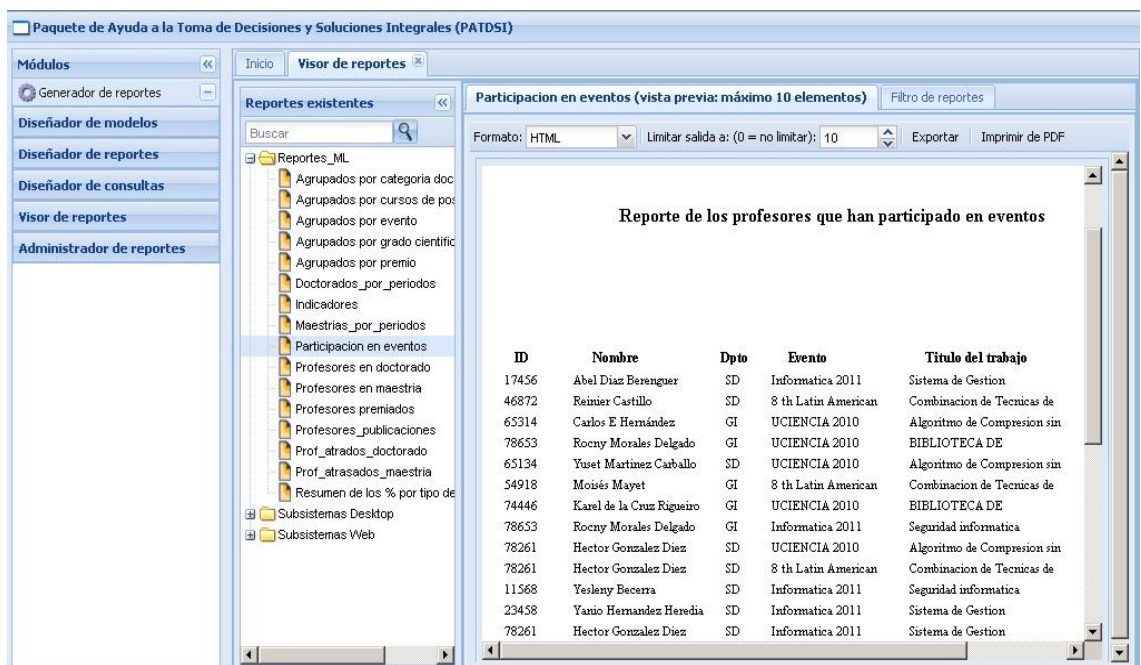 Paquete de Ayuda a la Toma de Decisiones y Soluciones Integrales (PATDSI)
Módulos
Generador de reportes
Diseñador de modelos
Diseñador de reportes
Diseñador de consultas
Visor de reportes
Administrador de reportes
Inicio
Visor de reportes
Reportes existentes
Buscar
Reportes_ML
Agrupados por categoria doc
Agrupados por cursos de pos
Agrupados por evento
Agrupados por grado cientific
Agrupados por premio
Doctorados_por_periodos
Indicadores
Maestrias_por_periodos
Participacion en eventos
Profesores en doctorado
Profesores en maestria
Profesores premiados
Profesores_publicaciones
Prof_atrados_doctorado
Prof_atrasados_maestria
Resumen de los % por tipo de
Subsistemas Desktop
Subsistemas Web
Participacion en eventos (vista previa: máximo 10 elementos)
Filtro de reportes
Formato: HTML Limitar salida a: (0 = no limitar): 10 Exportar Imprimir de PDF
Reporte de los profesores que han participado en eventos
ID Nombre Dpto Evento Titulo del trabajo
17456 Abel Diaz Berenguer SD Informatica 2011 Sistema de Gestion
46872 Reinier Castillo SD 8 th Latin American Combinacion de Tecnicas de
65314 Carlos E Hernández GI UCIENCIA 2010 Algoritmo de Compresion sin
78653 Rocny Morales Delgado GI UCIENCIA 2010 BIBLIOTECA DE
65134 Yuset Martinez Carballo SD UCIENCIA 2010 Algoritmo de Compresion sin
54918 Moisés Mayet GI 8 th Latin American Combinacion de Tecnicas de
74446 Karel de la Cruz Rigueiro GI UCIENCIA 2010 BIBLIOTECA DE
78653 Rocny Morales Delgado GI Informatica 2011 Seguridad informatica
78261 Hector Gonzalez Diez SD UCIENCIA 2010 Algoritmo de Compresion sin
78261 Hector Gonzalez Diez SD 8 th Latin American Combinacion de Tecnicas de
11568 Yesleny Becerra SD Informatica 2011 Seguridad informatica
23458 Yanio Hernandez Heredia SD Informatica 2011 Sistema de Gestion
78261 Hector Gonzalez Diez SD Informatica 2011 Sistema de Gestion